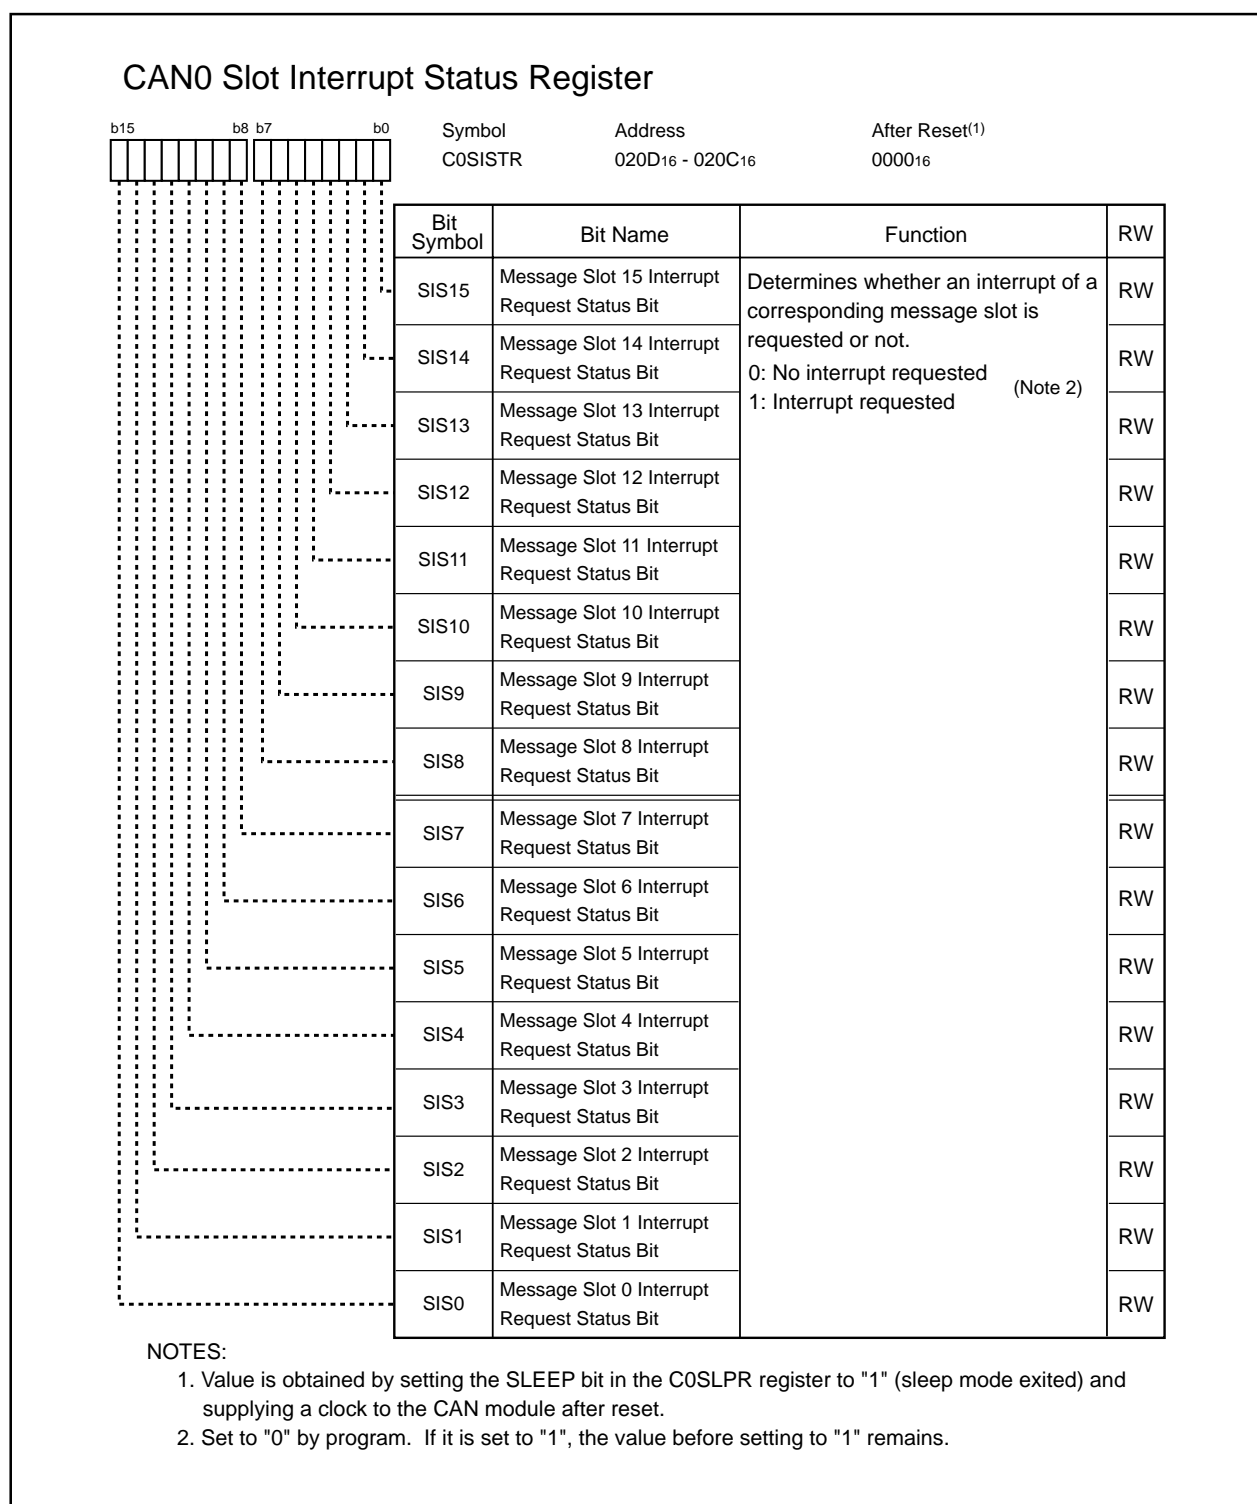 CAN0 Slot Interrupt Status Register
b15 b8 b7 b0 Symbol Address After Reset(1)
C0SISTR 020D16 - 020C16 000016
Bit Symbol Bit Name Function RW
SIS15 Message Slot 15 Interrupt Request Status Bit RW
Determines whether an interrupt of a
corresponding message slot is
requested or not.
0: No interrupt requested
1: Interrupt requested
(Note 2)
SIS14 Message Slot 14 Interrupt Request Status Bit RW
SIS13 Message Slot 13 Interrupt Request Status Bit RW
SIS12 Message Slot 12 Interrupt Request Status Bit RW
SIS11 Message Slot 11 Interrupt Request Status Bit RW
SIS10 Message Slot 10 Interrupt Request Status Bit RW
SIS9 Message Slot 9 Interrupt Request Status Bit RW
SIS8 Message Slot 8 Interrupt Request Status Bit RW
SIS7 Message Slot 7 Interrupt Request Status Bit RW
SIS6 Message Slot 6 Interrupt Request Status Bit RW
SIS5 Message Slot 5 Interrupt Request Status Bit RW
SIS4 Message Slot 4 Interrupt Request Status Bit RW
SIS3 Message Slot 3 Interrupt Request Status Bit RW
SIS2 Message Slot 2 Interrupt Request Status Bit RW
SIS1 Message Slot 1 Interrupt Request Status Bit RW
SIS0 Message Slot 0 Interrupt Request Status Bit RW
NOTES:
1. Value is obtained by setting the SLEEP bit in the C0SLPR register to "1" (sleep mode exited) and
supplying a clock to the CAN module after reset.
2. Set to "0" by program. If it is set to "1", the value before setting to "1" remains.